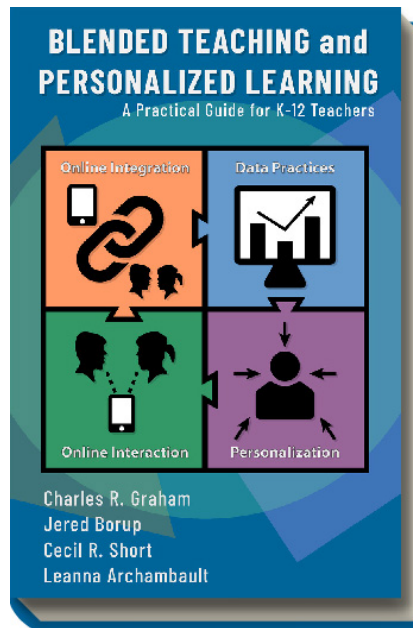 BLENDED TEACHING and
PERSONALIZED LEARNING
A Practical Guide for K-12 Teachers
Online Integration
Data Practices
Online Interaction
Personalization
Charles R. Graham
Jered Borup
Cecil R. Short
Leanna Archambault